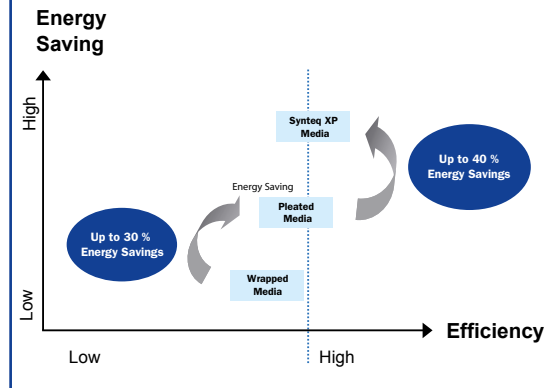 Energy
Saving
High
Synteq XP
Media
Up to 40 %
Energy Savings
Energy Saving
Pleated
Media
Up to 30 %
Energy Savings
Wrapped
Media
Low
Efficiency
Low
High